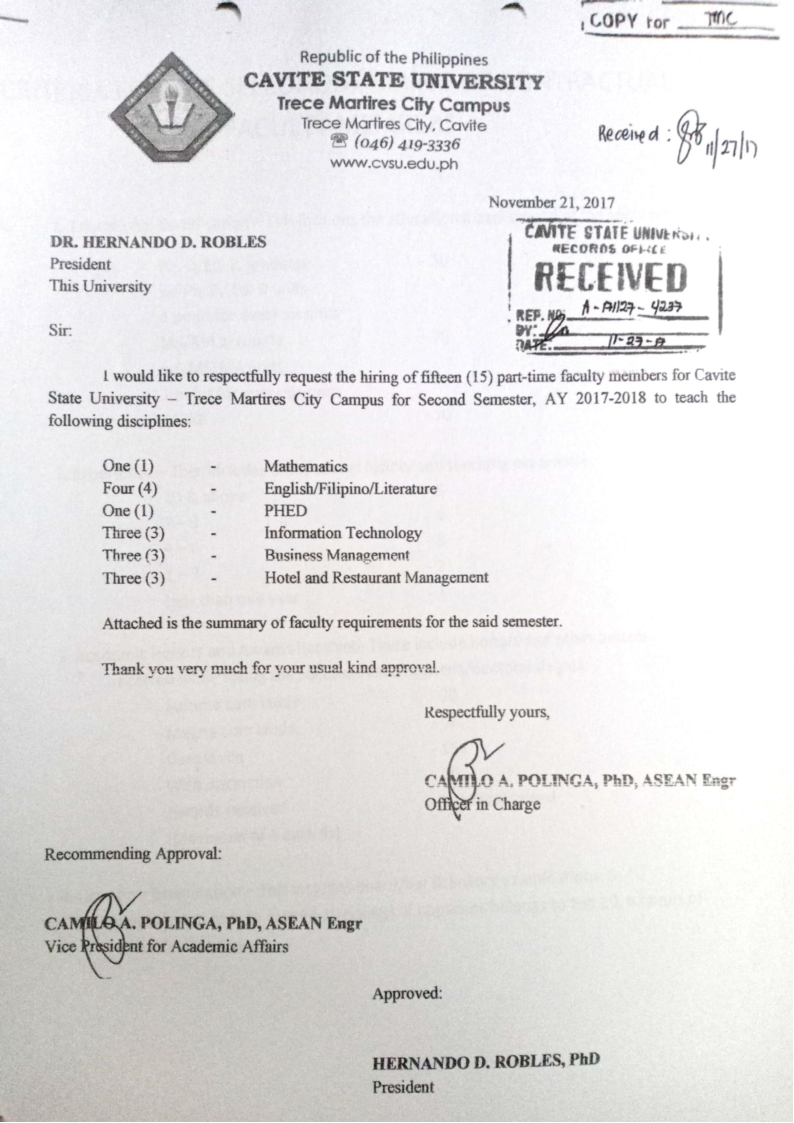 COPY for TMC
Republic of the Philippines
CAVITE STATE UNIVERSITY
Trece Martires City Campus
Trece Martires City, Cavite
☎ (046) 419-3336
www.cvsu.edu.ph
Received: 11/27/17
November 21, 2017
CAVITE STATE UNIVERSI
RECORDS OFFICE
RECEIVED
REF. NO.
BY:
DATE:
DR. HERNANDO D. ROBLES
President
This University
Sir:
I would like to respectfully request the hiring of fifteen (15) part-time faculty members for Cavite
State University – Trece Martires City Campus for Second Semester, AY 2017-2018 to teach the
following disciplines:
One (1) - Mathematics
Four (4) - English/Filipino/Literature
One (1) - PHED
Three (3) - Information Technology
Three (3) - Business Management
Three (3) - Hotel and Restaurant Management
Attached is the summary of faculty requirements for the said semester.
Thank you very much for your usual kind approval.
Respectfully yours,
CAMILO A. POLINGA, PhD, ASEAN Engr
Officer in Charge
Recommending Approval:
CAMILO A. POLINGA, PhD, ASEAN Engr
Vice President for Academic Affairs
Approved:
HERNANDO D. ROBLES, PhD
President